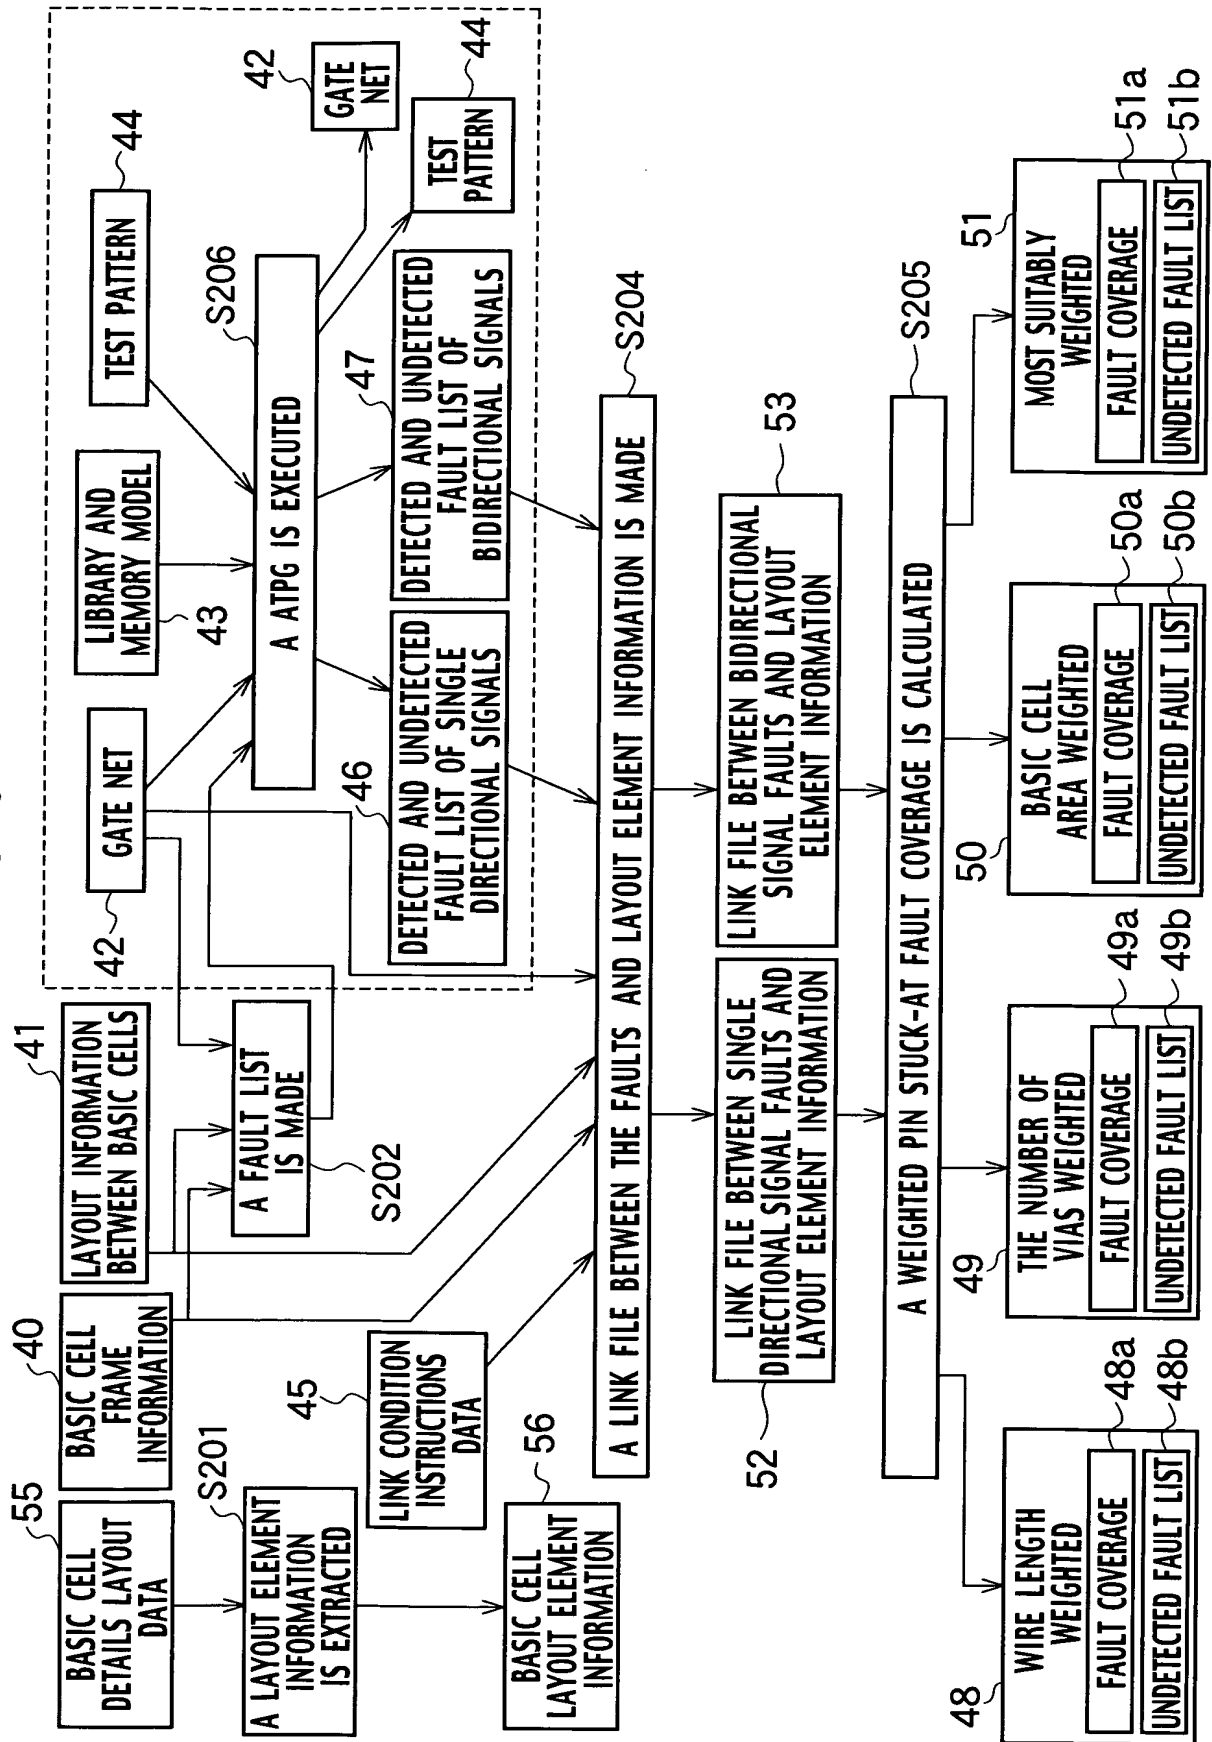 55
BASIC CELL
DETAILS LAYOUT
DATA
40
BASIC CELL
FRAME
INFORMATION
41
LAYOUT INFORMATION
BETWEEN BASIC CELLS
42
GATE NET
43
LIBRARY AND
MEMORY MODEL
44
TEST PATTERN
S201
A LAYOUT ELEMENT
INFORMATION
IS EXTRACTED
S202
A FAULT LIST
IS MADE
S206
A ATPG IS EXECUTED
42
GATE
NET
44
TEST
PATTERN
45
LINK CONDITION
INSTRUCTIONS
DATA
46
DETECTED AND UNDETECTED
FAULT LIST OF SINGLE
DIRECTIONAL SIGNALS
47
DETECTED AND UNDETECTED
FAULT LIST OF
BIDIRECTIONAL SIGNALS
56
BASIC CELL
LAYOUT ELEMENT
INFORMATION
S204
A LINK FILE BETWEEN THE FAULTS AND LAYOUT ELEMENT INFORMATION IS MADE
52
LINK FILE BETWEEN SINGLE
DIRECTIONAL SIGNAL FAULTS AND
LAYOUT ELEMENT INFORMATION
53
LINK FILE BETWEEN BIDIRECTIONAL
SIGNAL FAULTS AND LAYOUT
ELEMENT INFORMATION
S205
A WEIGHTED PIN STUCK-AT FAULT COVERAGE IS CALCULATED
48
WIRE LENGTH
WEIGHTED
48a
FAULT COVERAGE
48b
UNDETECTED FAULT LIST
49
THE NUMBER OF
VIAS WEIGHTED
49a
FAULT COVERAGE
49b
UNDETECTED FAULT LIST
50
BASIC CELL
AREA WEIGHTED
50a
FAULT COVERAGE
50b
UNDETECTED FAULT LIST
51
MOST SUITABLY
WEIGHTED
51a
FAULT COVERAGE
51b
UNDETECTED FAULT LIST